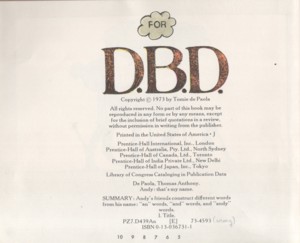 FOR
D.B.D.
Copyright © 1973 by Tomie de Paola
All rights reserved. No part of this book may be
reproduced in any form or by any means, except
for the inclusion of brief quotations in a review, without
permission in writing from the publisher.
Printed in the United States of America • J
Prentice-Hall International, Inc., London
Prentice-Hall of Australia, Pty. Ltd., North Sydney
Prentice-Hall of Canada, Ltd., Toronto
Prentice-Hall of India Private Ltd., New Delhi
Prentice-Hall of Japan, Inc., Tokyo
Library of Congress Cataloging in Publication Data
De Paola, Thomas Anthony.
Andy-that's my name.
SUMMARY: Andy's friends construct different words
from his name: "an" words, "and" words, and "andy"
words.
I. Title.
PZ7.D439An [E] 73-4593
ISBN 0-13-036731-1
10 9 8 7 6 5